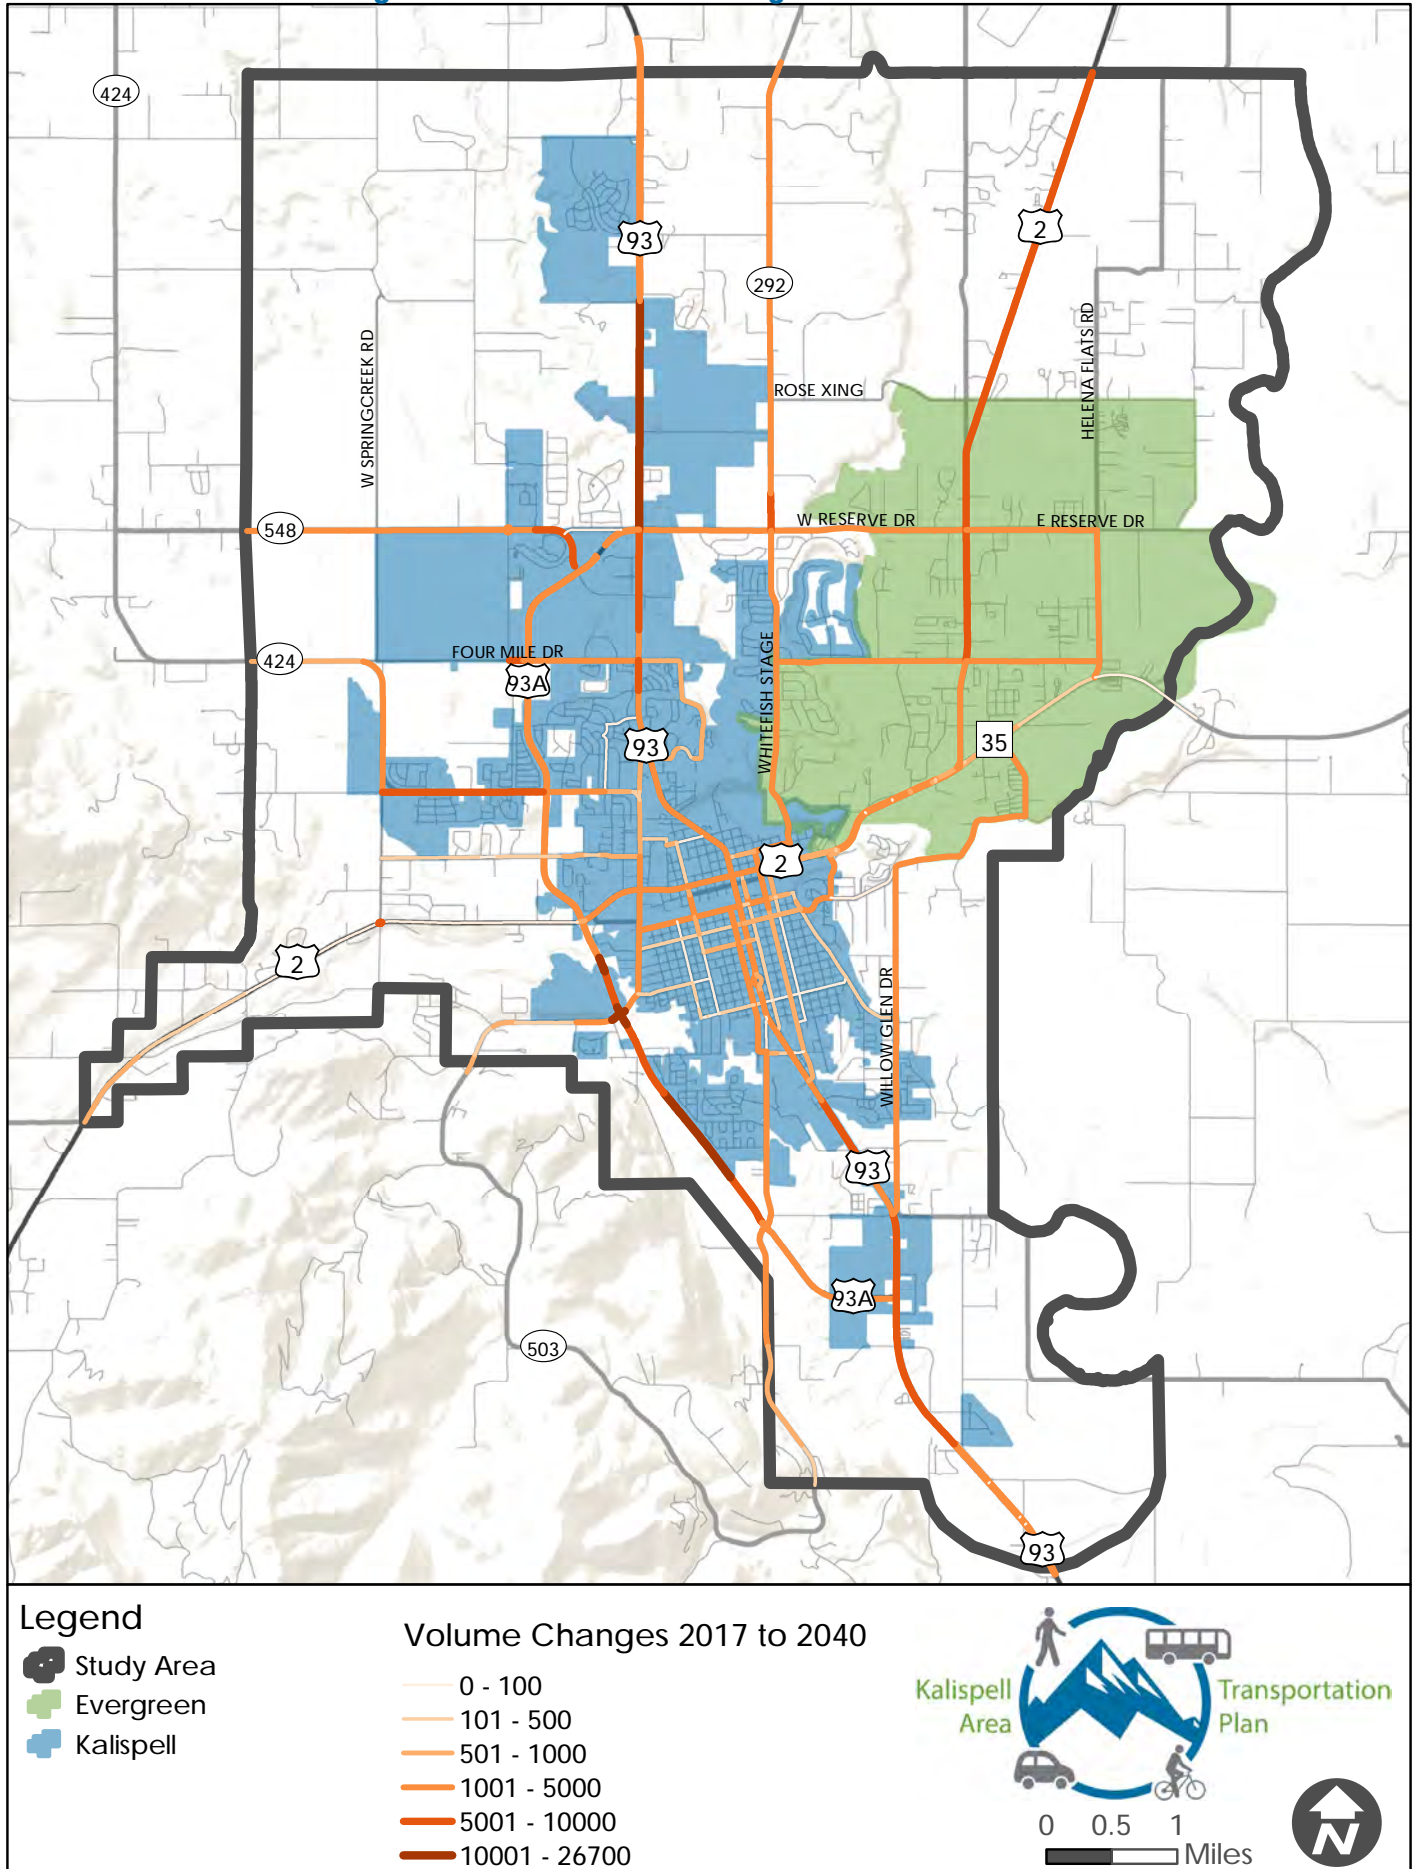 424
93
2
292
W SPRINGCREEK RD
HELENA FLATS RD
ROSE XING
548
W RESERVE DR
E RESERVE DR
424
FOUR MILE DR
93A
WHITEFISH STAGE
93
35
2
2
WILLOW GLEN DR
93
93A
503
93
Legend
Study Area
Evergreen
Kalispell
Volume Changes 2017 to 2040
0 - 100
101 - 500
501 - 1000
1001 - 5000
5001 - 10000
10001 - 26700
Kalispell
Area
Transportation
Plan
0 0.5 1
Miles
N